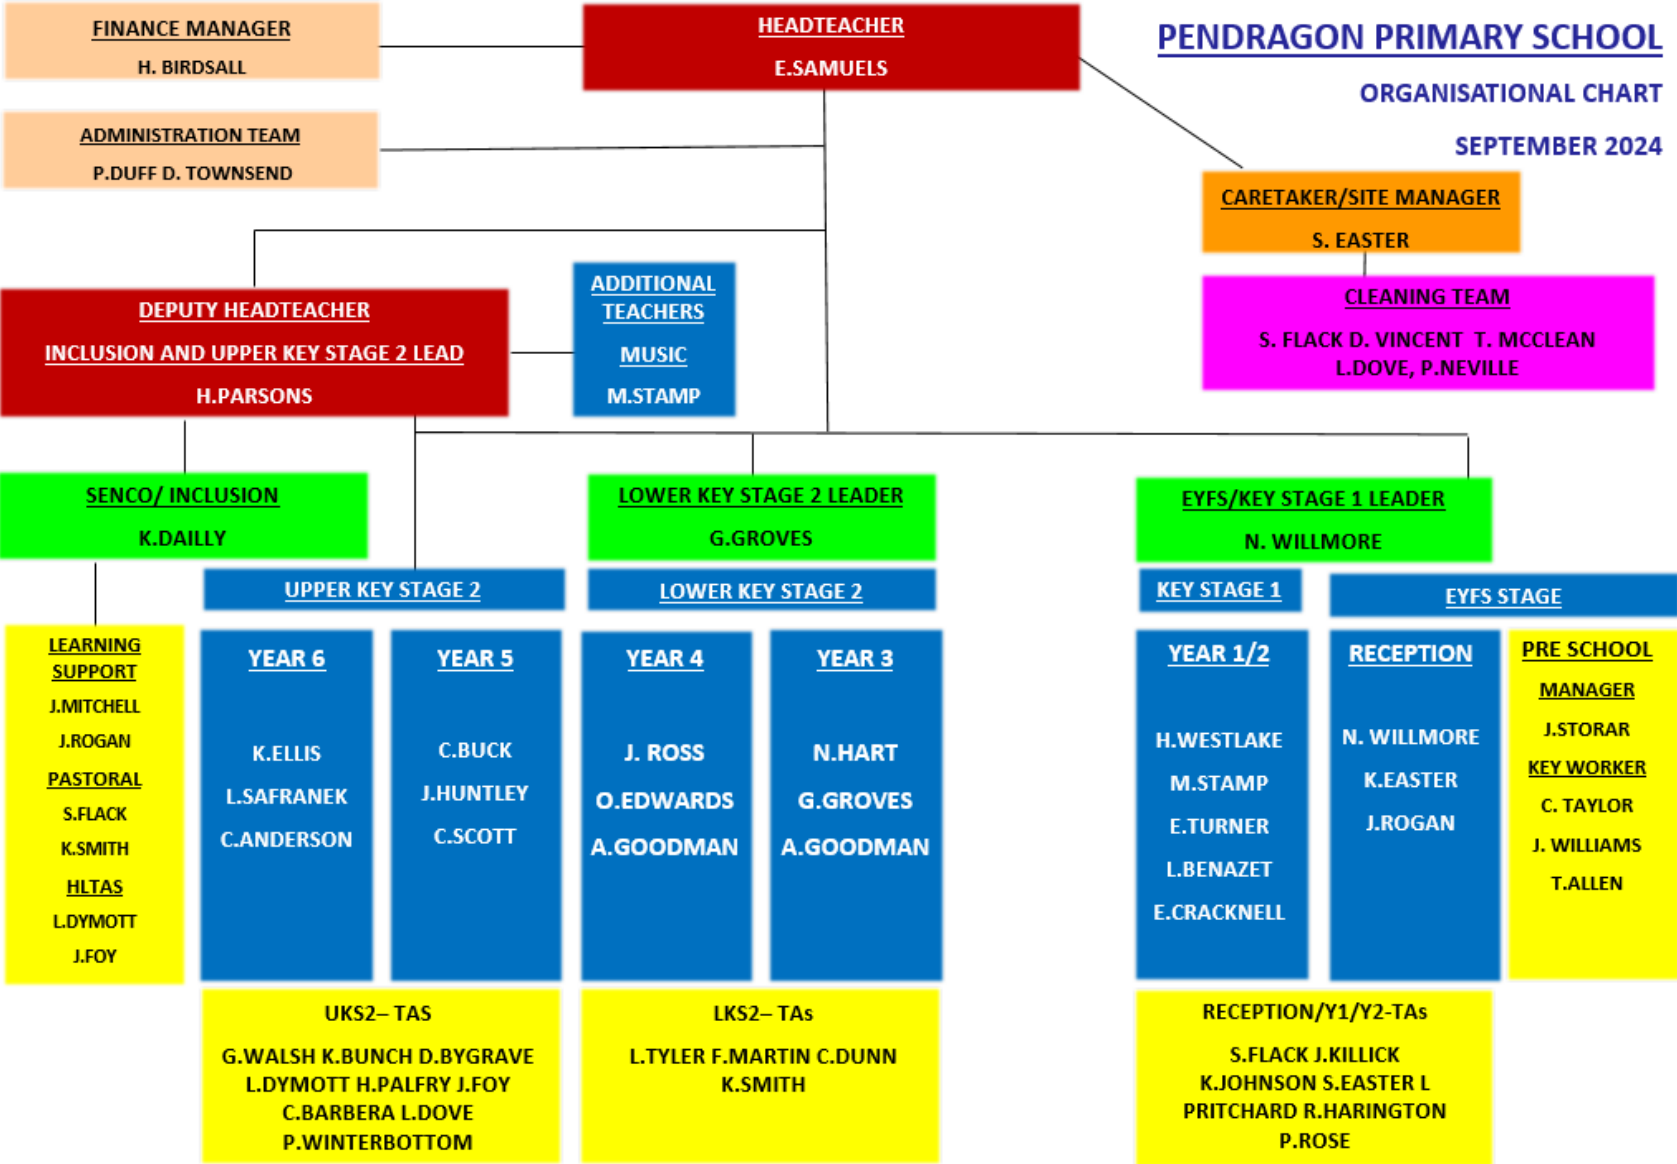 FINANCE MANAGER
H. BIRDSALL
HEADTEACHER
E.SAMUELS
PENDRAGON PRIMARY SCHOOL
ORGANISATIONAL CHART
SEPTEMBER 2024
ADMINISTRATION TEAM
P.DUFF D. TOWNSEND
CARETAKER/SITE MANAGER
S. EASTER
CLEANING TEAM
S. FLACK D. VINCENT T. MCCLEAN
L.DOVE, P.NEVILLE
DEPUTY HEADTEACHER
INCLUSION AND UPPER KEY STAGE 2 LEAD
H.PARSONS
ADDITIONAL
TEACHERS
MUSIC
M.STAMP
SENCO/ INCLUSION
K.DAILLY
LOWER KEY STAGE 2 LEADER
G.GROVES
EYFS/KEY STAGE 1 LEADER
N. WILLMORE
UPPER KEY STAGE 2
LOWER KEY STAGE 2
KEY STAGE 1
EYFS STAGE
LEARNING
SUPPORT
J.MITCHELL
J.ROGAN
PASTORAL
S.FLACK
K.SMITH
HLTAS
L.DYMOTT
J.FOY
YEAR 6
K.ELLIS
L.SAFRANEK
C.ANDERSON
YEAR 5
C.BUCK
J.HUNTLEY
C.SCOTT
YEAR 4
J. ROSS
O.EDWARDS
A.GOODMAN
YEAR 3
N.HART
G.GROVES
A.GOODMAN
YEAR 1/2
H.WESTLAKE
M.STAMP
E.TURNER
L.BENAZET
E.CRACKNELL
RECEPTION
N. WILLMORE
K.EASTER
J.ROGAN
PRE SCHOOL
MANAGER
J.STORAR
KEY WORKER
C. TAYLOR
J. WILLIAMS
T.ALLEN
UKS2– TAS
G.WALSH K.BUNCH D.BYGRAVE
L.DYMOTT H.PALFRY J.FOY
C.BARBERA L.DOVE
P.WINTERBOTTOM
LKS2– TAs
L.TYLER F.MARTIN C.DUNN
K.SMITH
RECEPTION/Y1/Y2-TAs
S.FLACK J.KILLICK
K.JOHNSON S.EASTER L
PRITCHARD R.HARINGTON
P.ROSE